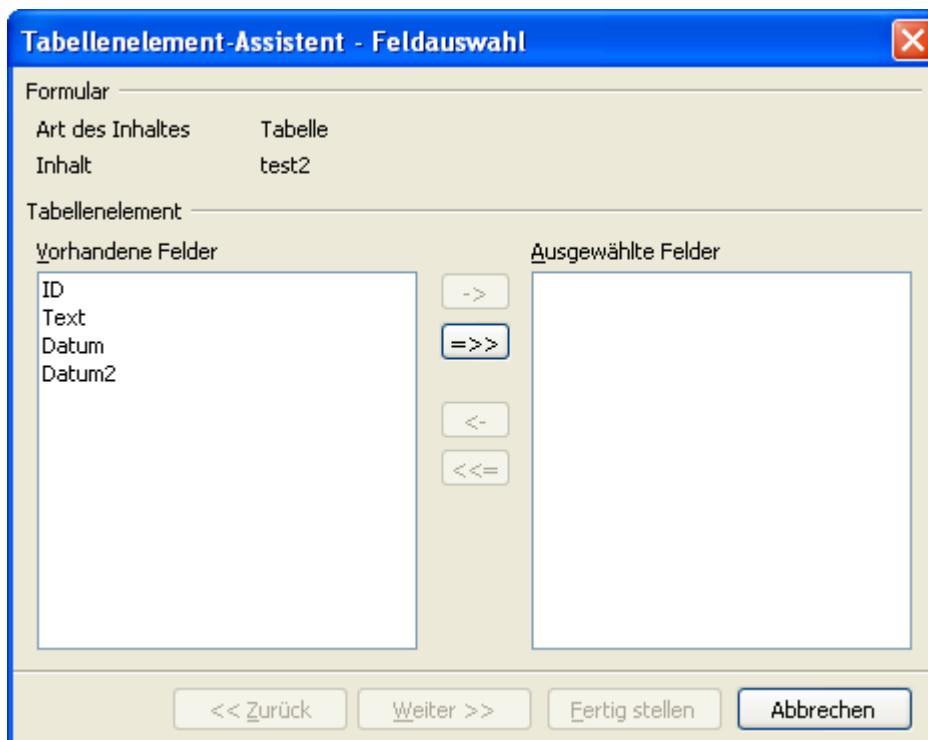 Tabellenelement-Assistent - Feldauswahl
Formular
Art des Inhaltes Tabelle
Inhalt test2
Tabellenelement
Vorhandene Felder Ausgewählte Felder
ID
Text
Datum
Datum2
->
=>>
<-
<<=
<< Zurück Weiter >> Fertig stellen Abbrechen